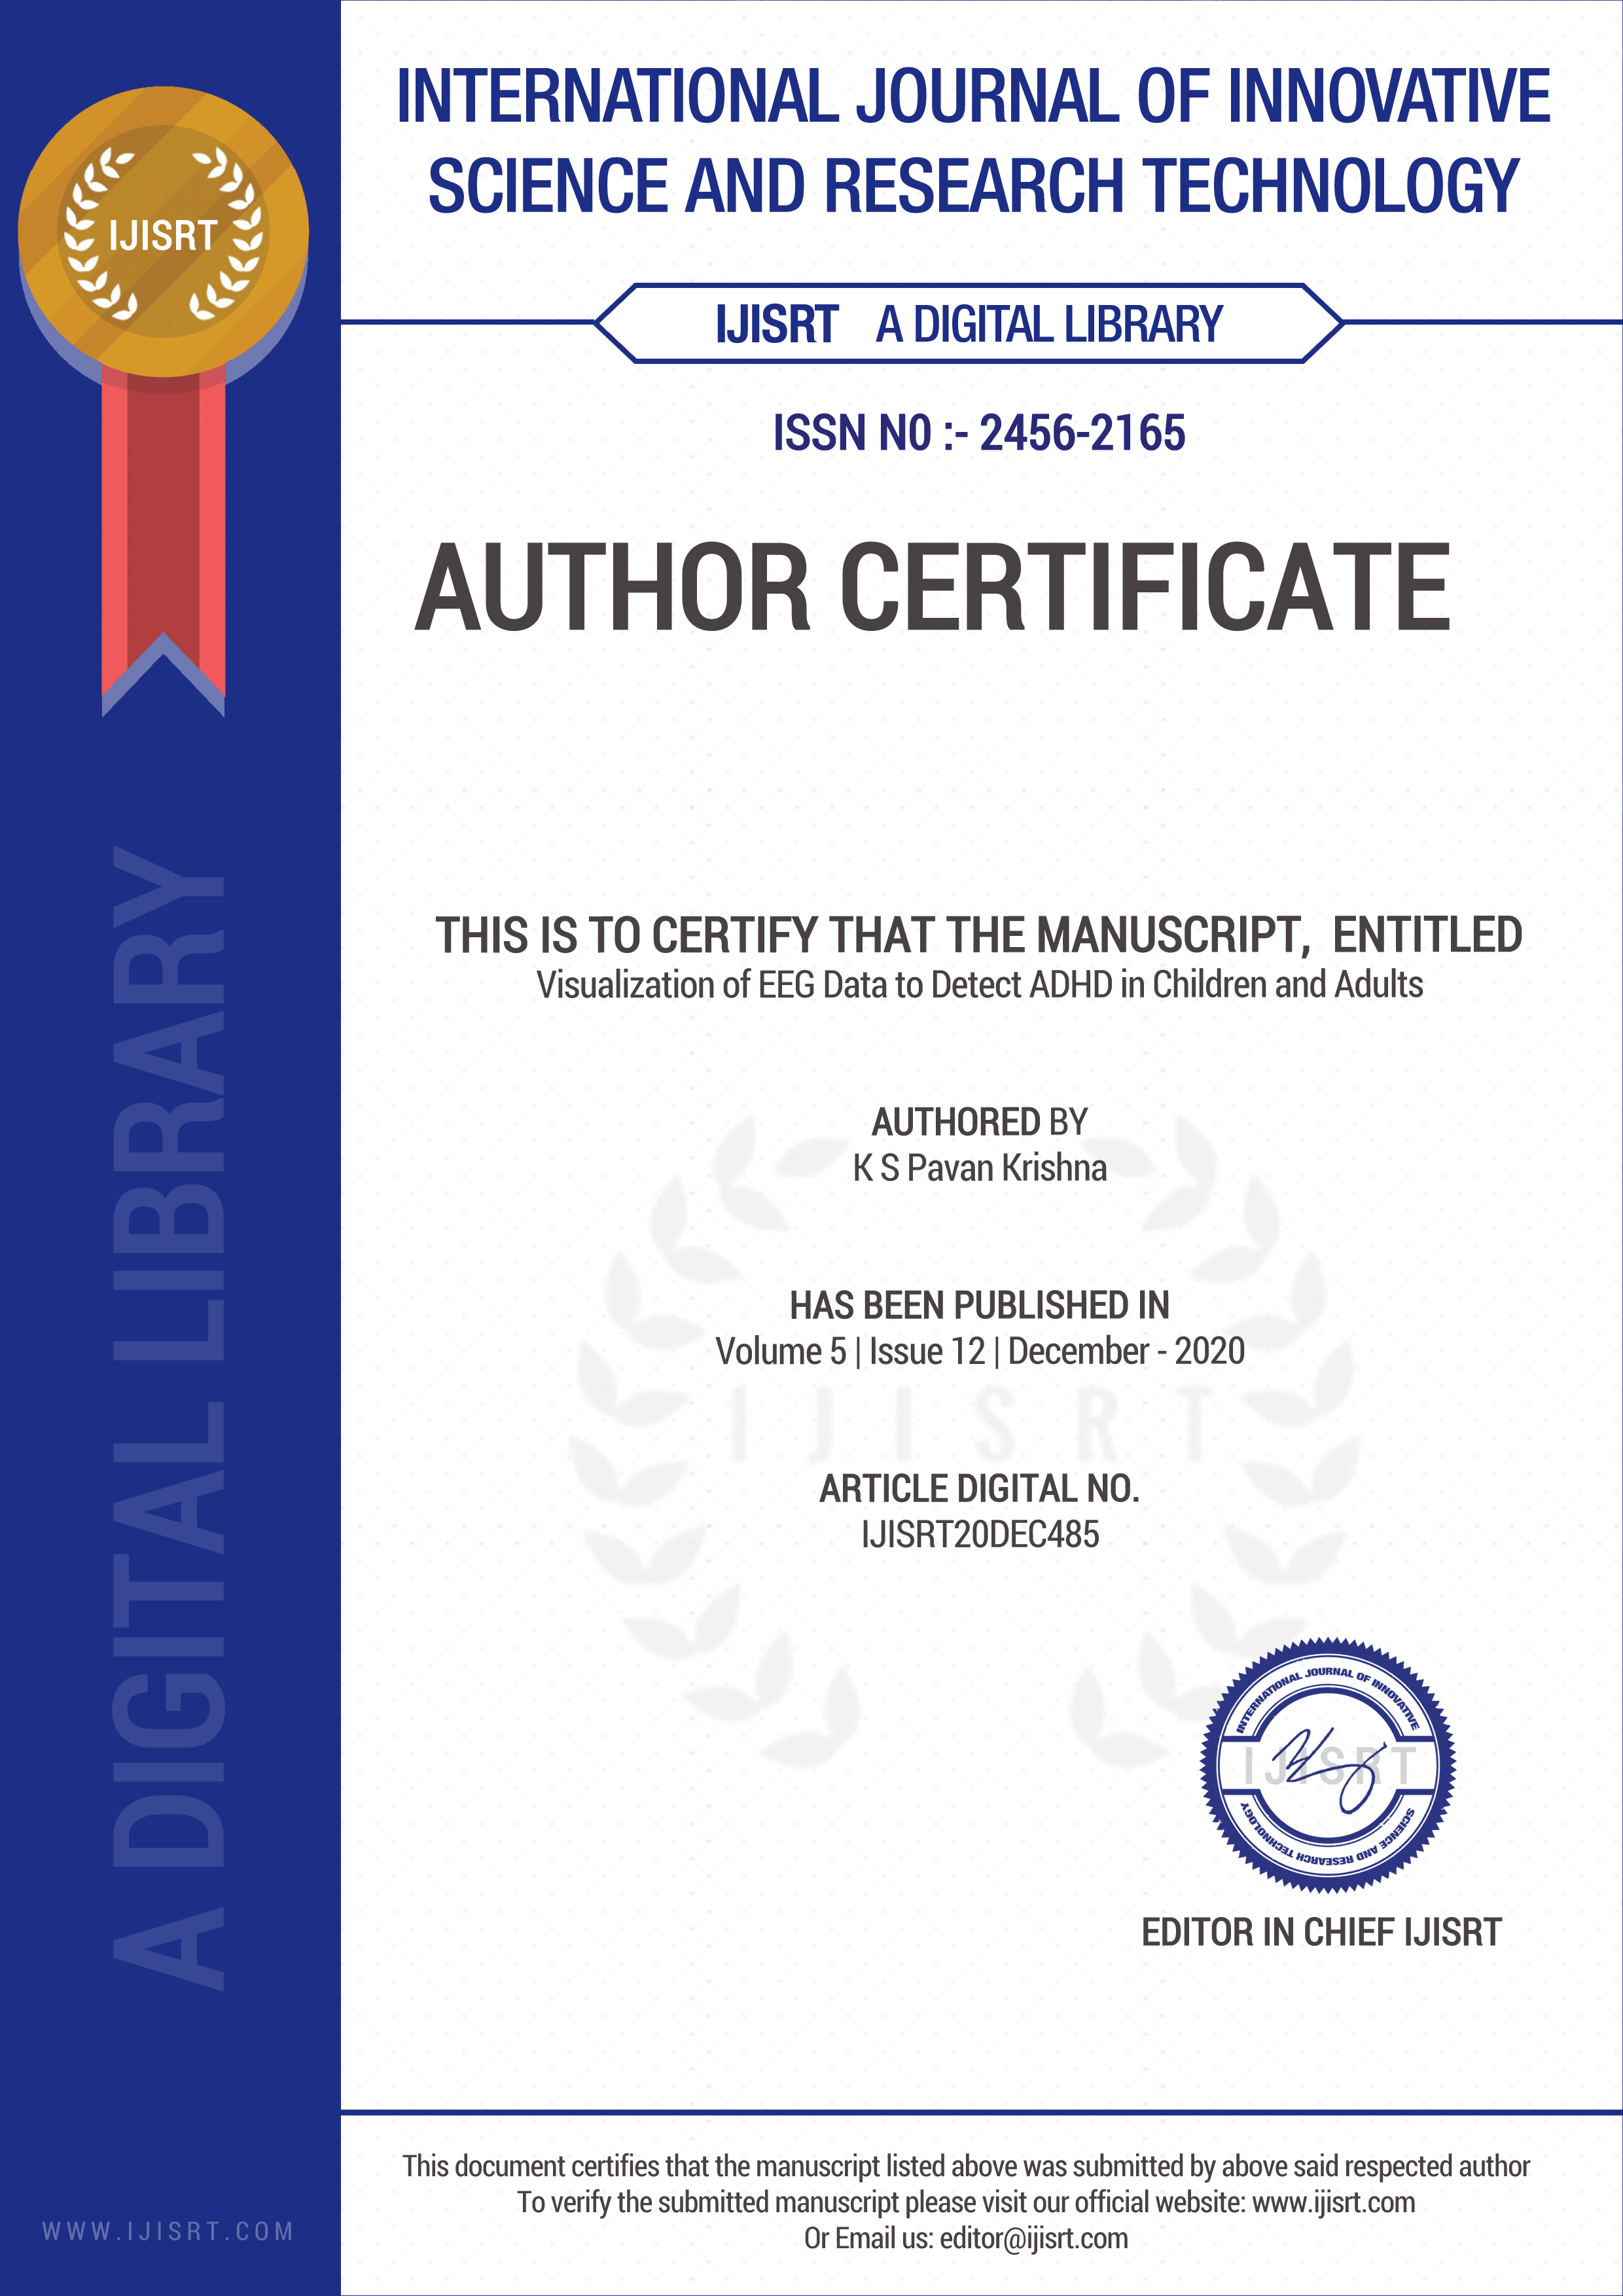 INTERNATIONAL JOURNAL OF INNOVATIVE
SCIENCE AND RESEARCH TECHNOLOGY
IJISRT
IJISRT A DIGITAL LIBRARY
ISSN N0 :- 2456-2165
AUTHOR CERTIFICATE
THIS IS TO CERTIFY THAT THE MANUSCRIPT, ENTITLED
Visualization of EEG Data to Detect ADHD in Children and Adults
AUTHORED BY
K S Pavan Krishna
HAS BEEN PUBLISHED IN
Volume 5 | Issue 12 | December - 2020
IJISRT
ARTICLE DIGITAL NO.
IJISRT20DEC485
INTERNATIONAL JOURNAL OF INNOVATIVE
IJISRT
SCIENCE AND RESEARCH TECHNOLOGY
EDITOR IN CHIEF IJISRT
A DIGITAL LIBRARY
This document certifies that the manuscript listed above was submitted by above said respected author
To verify the submitted manuscript please visit our official website: www.ijisrt.com
Or Email us: editor@ijisrt.com
WWW.IJISRT.COM